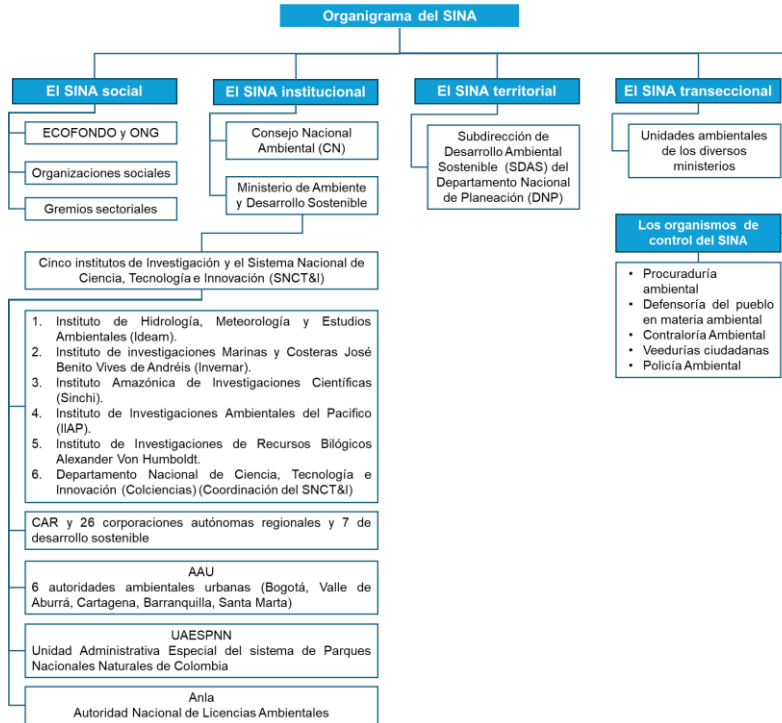 Organigrama del SINA
El SINA social
ECOFONDO y ONG
Organizaciones sociales
Gremios sectoriales
El SINA institucional
Consejo Nacional
Ambiental (CN)
Ministerio de Ambiente
y Desarrollo Sostenible
Cinco institutos de Investigación y el Sistema Nacional de
Ciencia, Tecnología e Innovación (SNCT&I)
1. Instituto de Hidrología, Meteorología y Estudios
Ambientales (Ideam).
2. Instituto de investigaciones Marinas y Costeras José
Benito Vives de Andréis (Invemar).
3. Instituto Amazónica de Investigaciones Científicas
(Sinchi).
4. Instituto de Investigaciones Ambientales del Pacifico
(IIAP).
5. Instituto de Investigaciones de Recursos Bilógicos
Alexander Von Humboldt.
6. Departamento Nacional de Ciencia, Tecnología e
Innovación (Colciencias) (Coordinación del SNCT&I)
CAR y 26 corporaciones autónomas regionales y 7 de
desarrollo sostenible
AAU
6 autoridades ambientales urbanas (Bogotá, Valle de
Aburrá, Cartagena, Barranquilla, Santa Marta)
UAESPNN
Unidad Administrativa Especial del sistema de Parques
Nacionales Naturales de Colombia
Anla
Autoridad Nacional de Licencias Ambientales
El SINA territorial
Subdirección de
Desarrollo Ambiental
Sostenible (SDAS) del
Departamento Nacional
de Planeación (DNP)
El SINA transeccional
Unidades ambientales
de los diversos
ministerios
Los organismos de
control del SINA
• Procuraduría
ambiental
• Defensoría del pueblo
en materia ambiental
• Contraloría Ambiental
• Veedurías ciudadanas
• Policía Ambiental